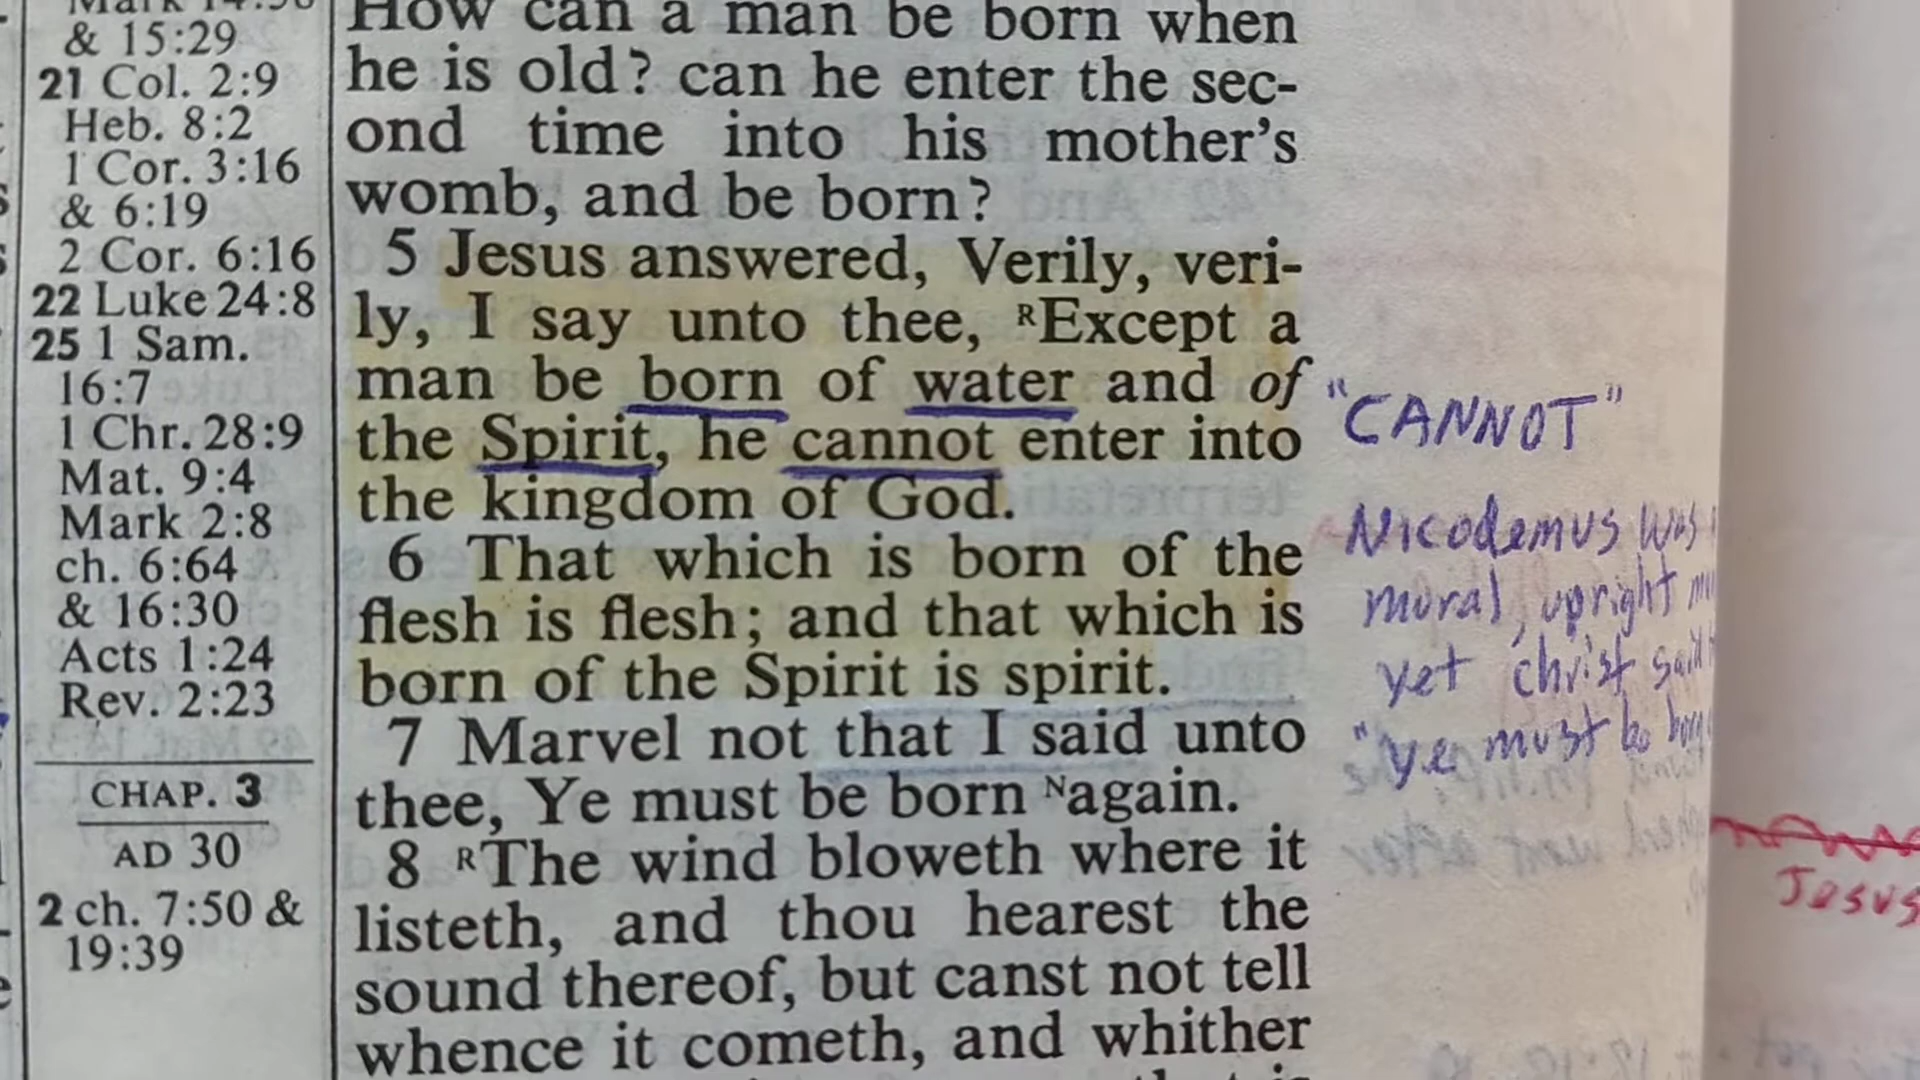 & 15:29
21 Col. 2:9
Heb. 8:2
1 Cor. 3:16
& 6:19
2 Cor. 6:16
22 Luke 24:8
25 1 Sam.
16:7
1 Chr. 28:9
Mat. 9:4
Mark 2:8
ch. 6:64
& 16:30
Acts 1:24
Rev. 2:23
CHAP. 3
AD 30
2 ch. 7:50 &
19:39
How can a man be born when
he is old? can he enter the sec-
ond time into his mother's
womb, and be born?
5 Jesus answered, Verily, veri-
ly, I say unto thee, ᴿExcept a
man be born of water and of
the Spirit, he cannot enter into
the kingdom of God.
6 That which is born of the
flesh is flesh; and that which is
born of the Spirit is spirit.
7 Marvel not that I said unto
thee, Ye must be born ᴺagain.
8 ᴿThe wind bloweth where it
listeth, and thou hearest the
sound thereof, but canst not tell
whence it cometh, and whither
"CANNOT"
Nicodemus was
moral, upright
yet christ said
"ye must be
Jesus